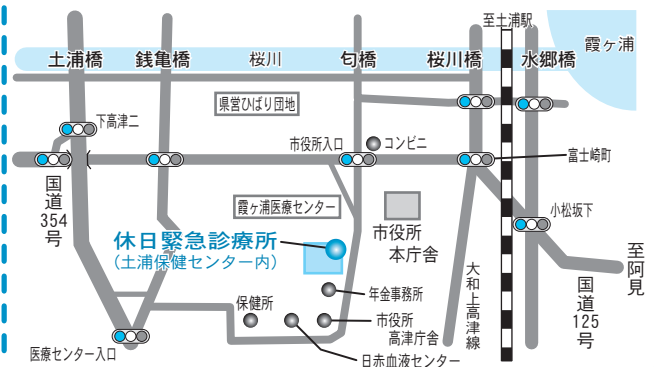 至土浦駅
霞ヶ浦
土浦橋
銭亀橋
桜川
匂橋
桜川橋
水郷橋
県営ひばり団地
下高津二
市役所入口
コンビニ
富士崎町
国道
354
号
霞ヶ浦医療センター
市役所
本庁舎
小松坂下
休日緊急診療所
(土浦保健センター内)
至阿見
大和上高津線
国道
125
号
年金事務所
保健所
市役所
高津庁舎
日赤血液センター
医療センター入口